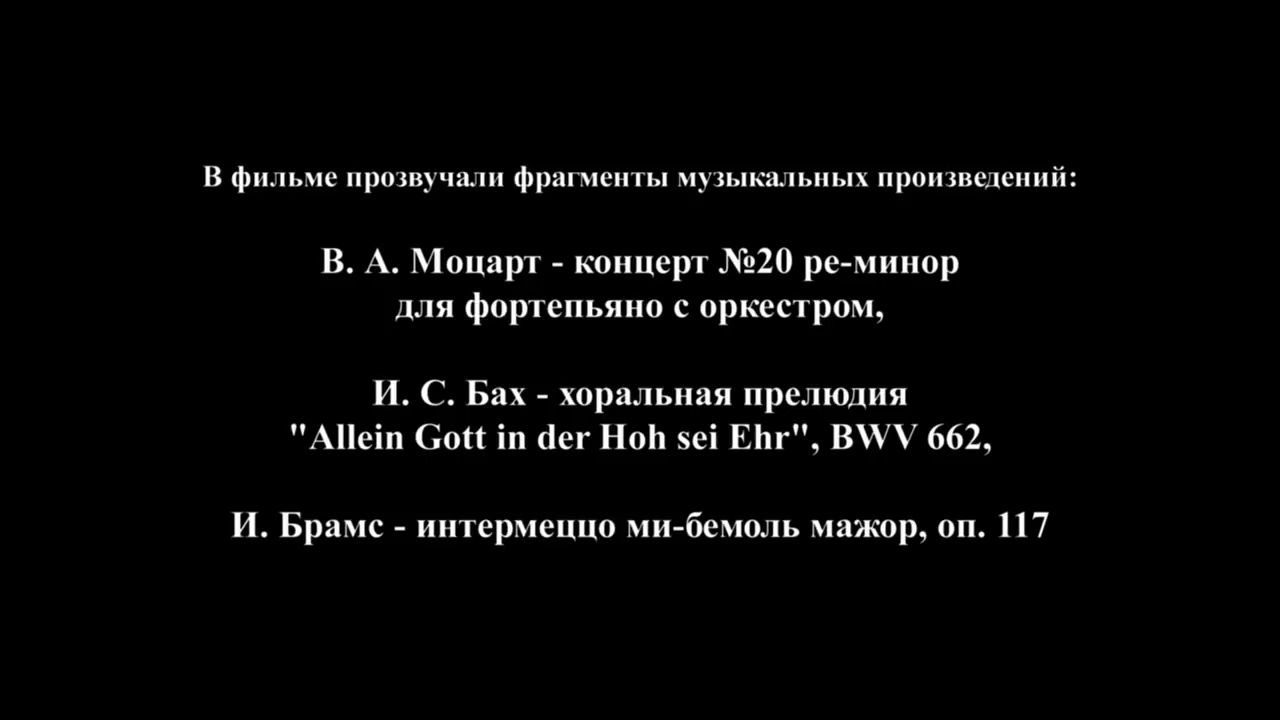 В фильме прозвучали фрагменты музыкальных произведений:
В. А. Моцарт - концерт №20 ре-минор
для фортепьяно с оркестром,
И. С. Бах - хоральная прелюдия
"Allein Gott in der Hoh sei Ehr", BWV 662,
И. Брамс - интермеццо ми-бемоль мажор, оп. 117